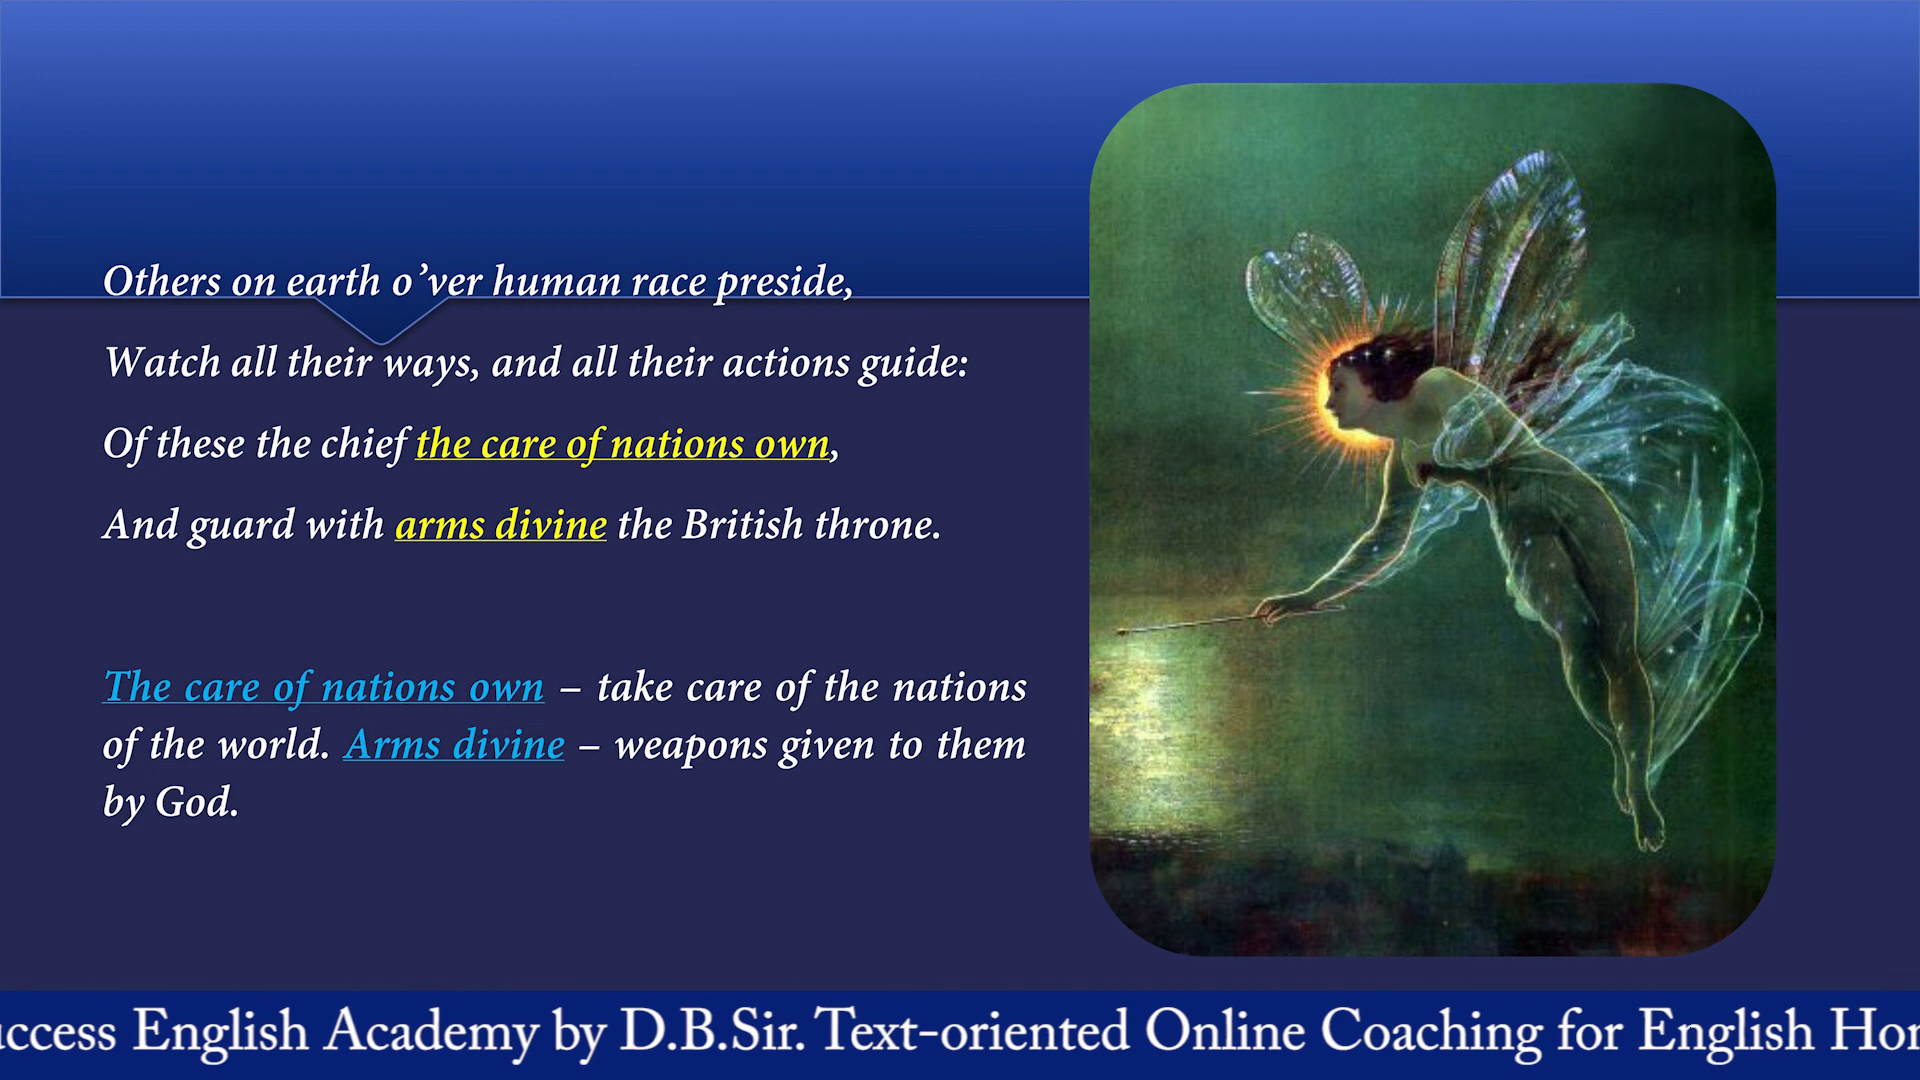 Others on earth o’ver human race preside,
Watch all their ways, and all their actions guide:
Of these the chief the care of nations own,
And guard with arms divine the British throne.
The care of nations own – take care of the nations
of the world. Arms divine – weapons given to them
by God.
uccess English Academy by D.B.Sir. Text-oriented Online Coaching for English Hon